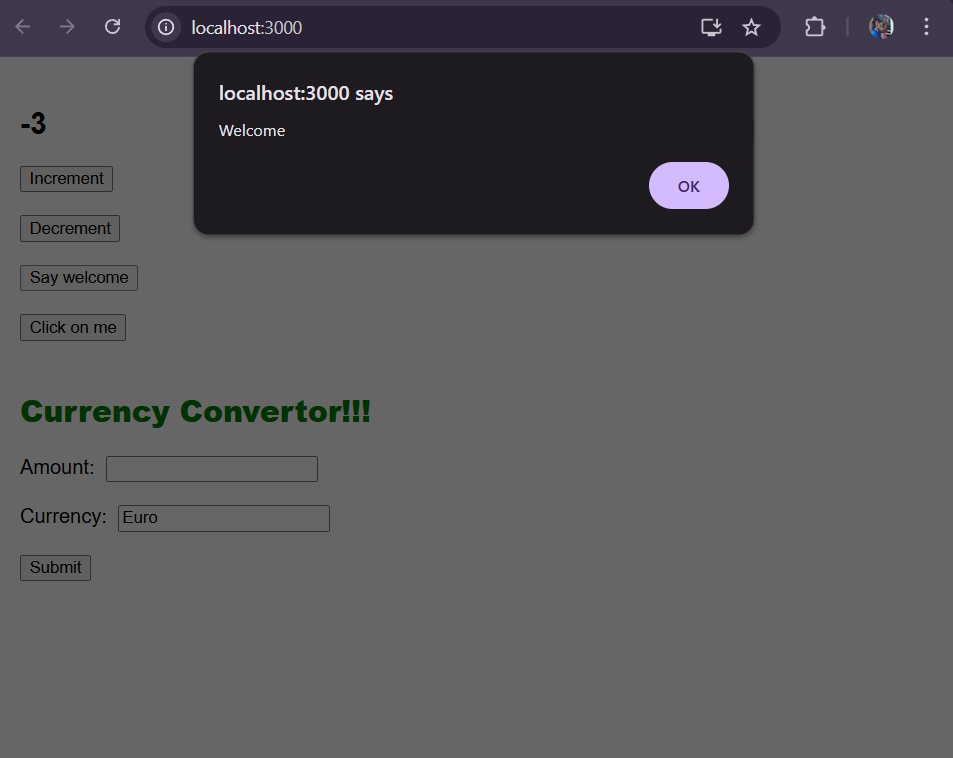 localhost:3000
localhost:3000 says
Welcome
OK
-3
Increment
Decrement
Say welcome
Click on me
Currency Convertor!!!
Amount:
Currency: Euro
Submit